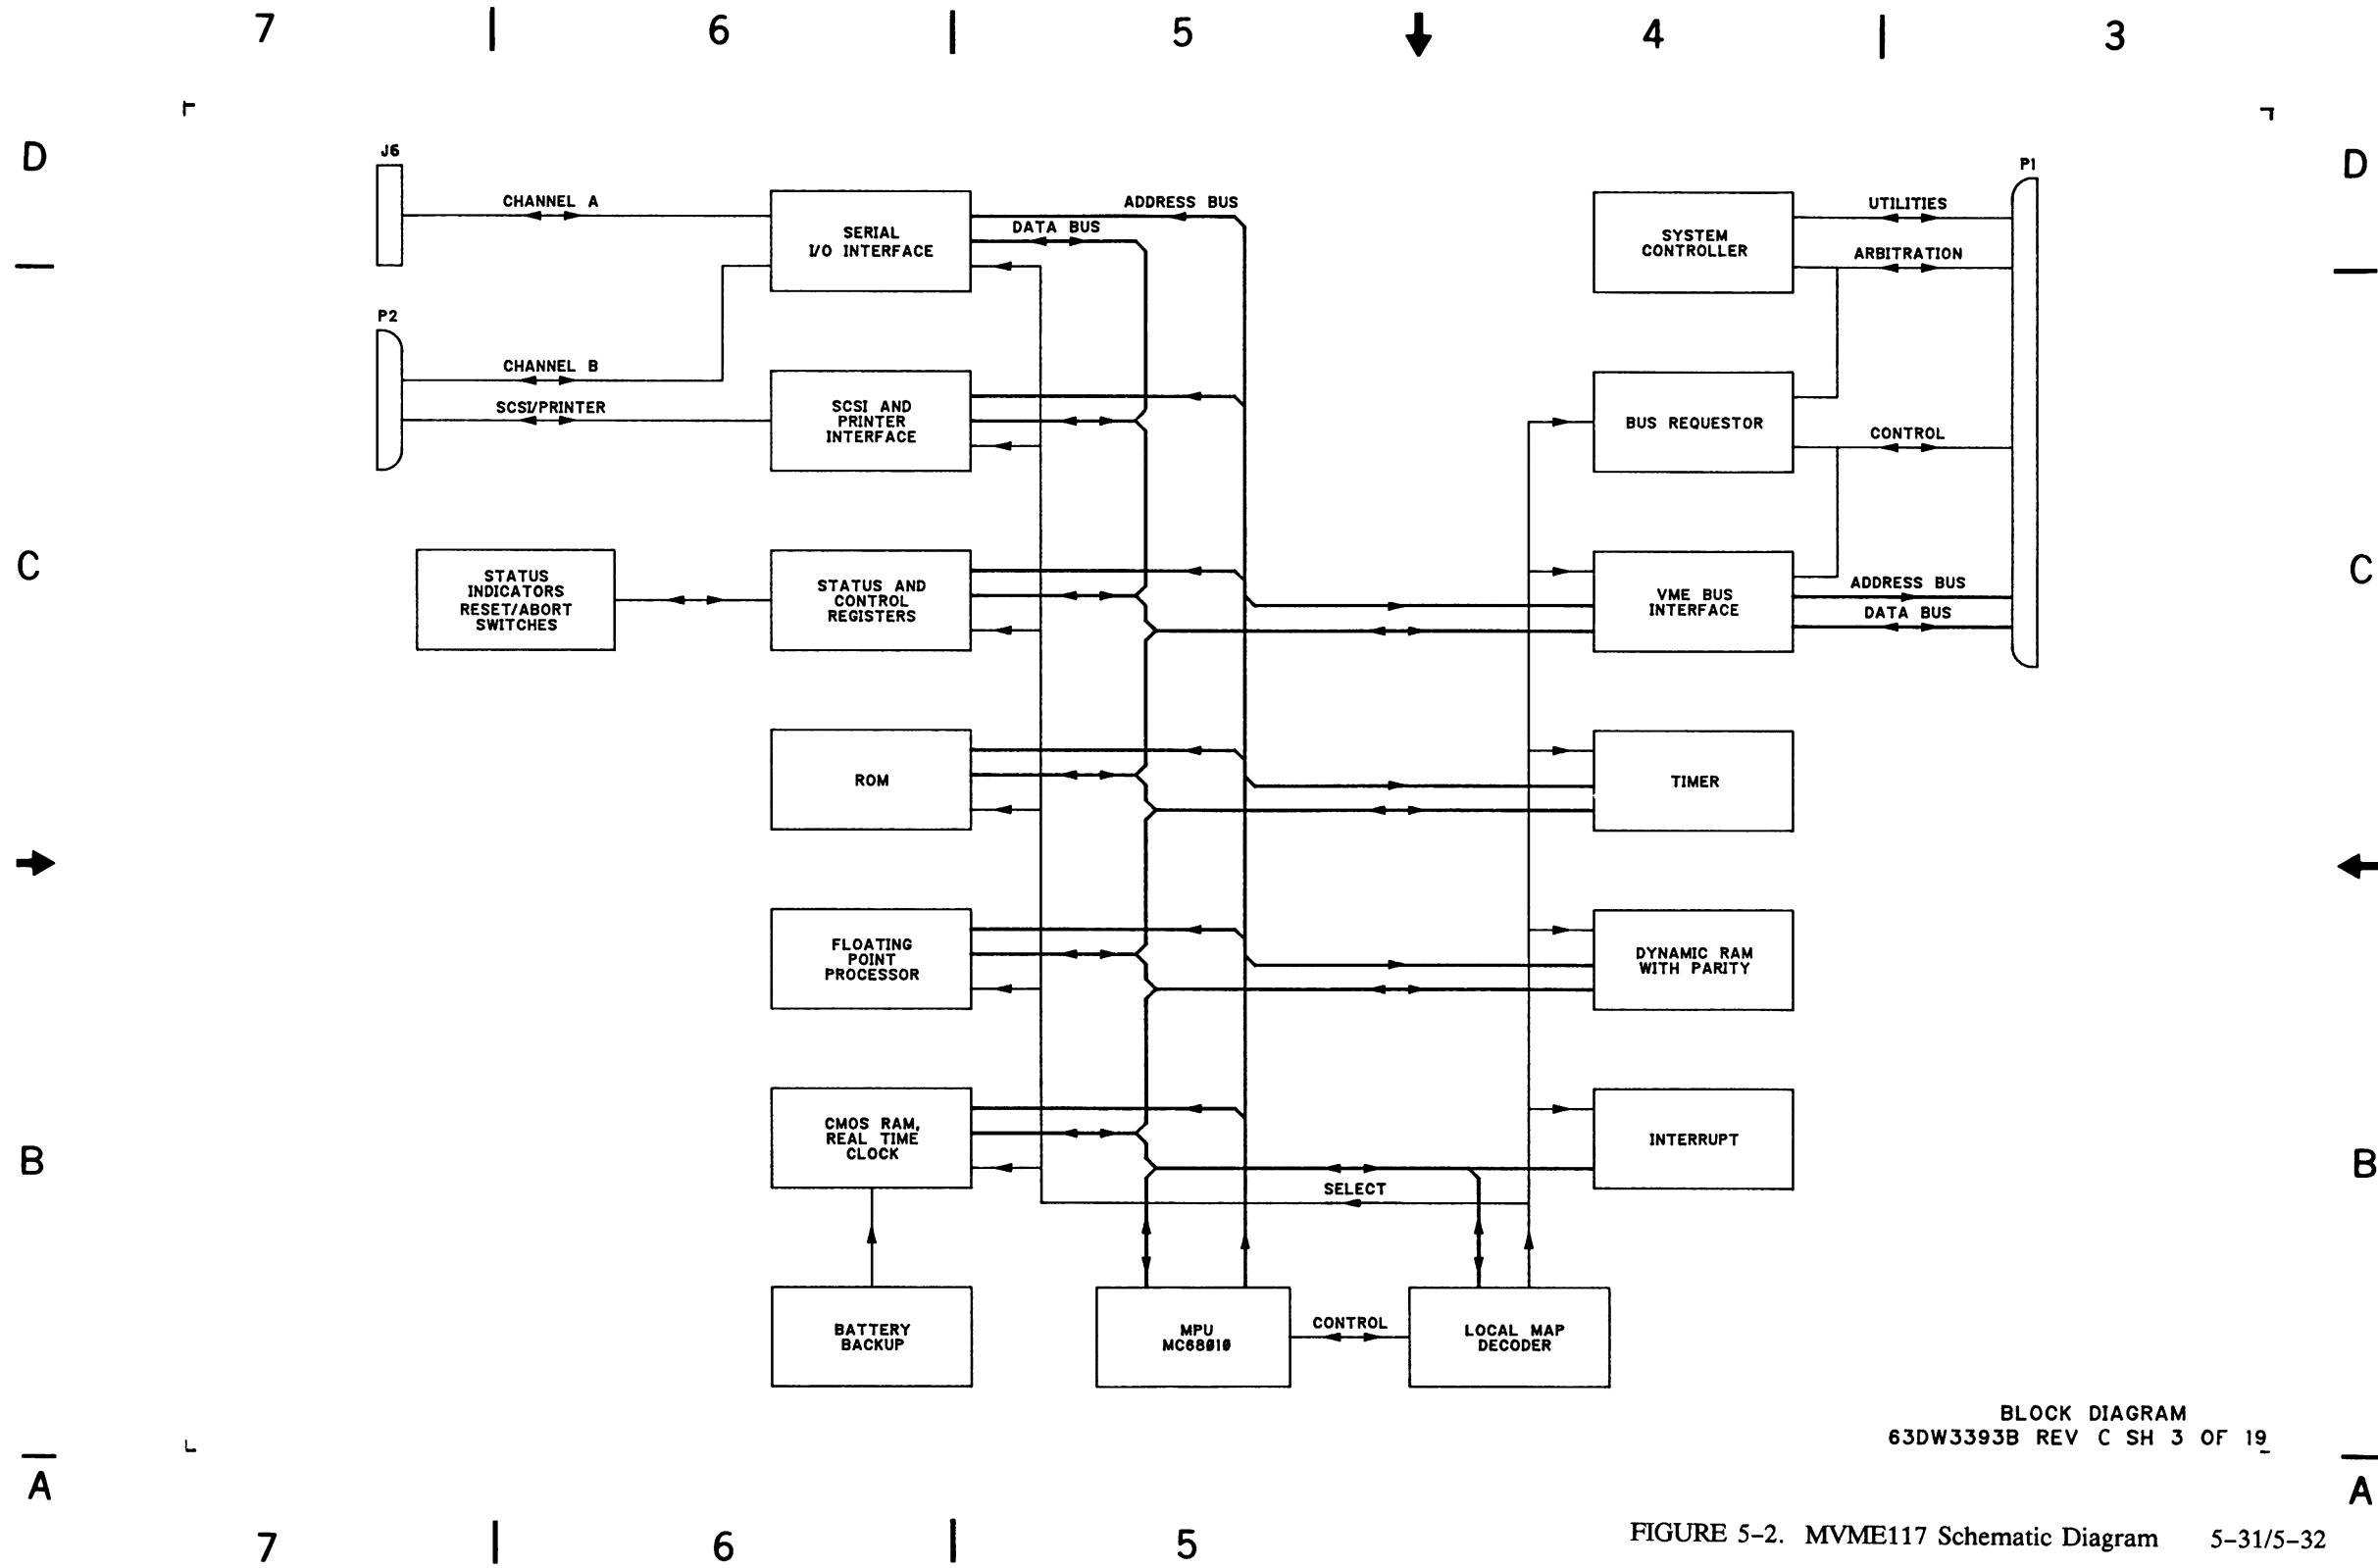 7 6 5 4 3
D D
J6
P1
CHANNEL A
ADDRESS BUS
UTILITIES
DATA BUS
SERIAL
I/O INTERFACE
SYSTEM
CONTROLLER
ARBITRATION
P2
CHANNEL B
SCSI/PRINTER
SCSI AND
PRINTER
INTERFACE
BUS REQUESTOR
CONTROL
C C
STATUS
INDICATORS
RESET/ABORT
SWITCHES
STATUS AND
CONTROL
REGISTERS
VME BUS
INTERFACE
ADDRESS BUS
DATA BUS
ROM
TIMER
FLOATING
POINT
PROCESSOR
DYNAMIC RAM
WITH PARITY
B B
CMOS RAM,
REAL TIME
CLOCK
INTERRUPT
SELECT
BATTERY
BACKUP
MPU
MC68010
CONTROL
LOCAL MAP
DECODER
BLOCK DIAGRAM
63DW3393B REV C SH 3 OF 19
A A
7 6 5
FIGURE 5-2. MVME117 Schematic Diagram 5-31/5-32